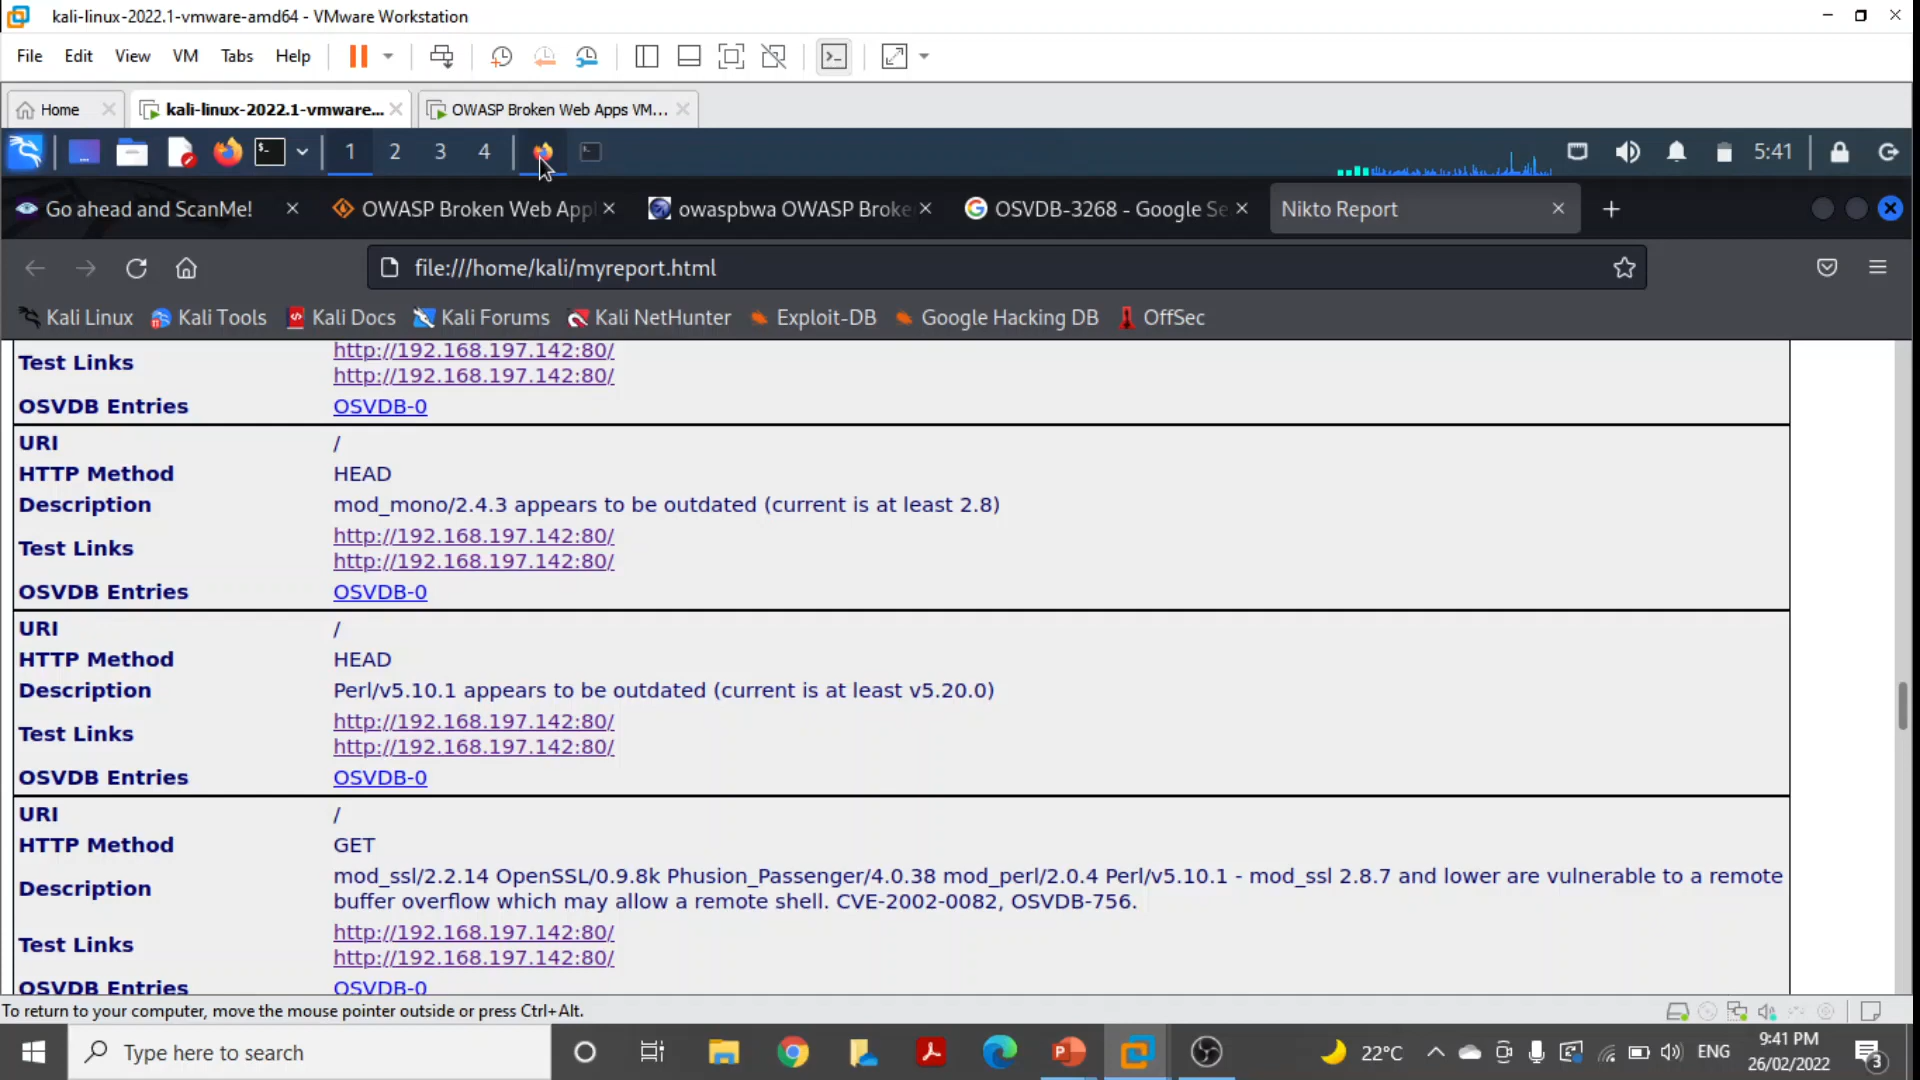 kali-linux-2022.1-vmware-amd64 - VMware Workstation
File Edit View VM Tabs Help
Home kali-linux-2022.1-vmware... OWASP Broken Web Apps VM...
1 2 3 4 5:41
Go ahead and ScanMe! OWASP Broken Web Appl owaspbwa OWASP Broke OSVDB-3268 - Google Se Nikto Report
file:///home/kali/myreport.html
Kali Linux Kali Tools Kali Docs Kali Forums Kali NetHunter Exploit-DB Google Hacking DB OffSec
Test Links http://192.168.197.142:80/
http://192.168.197.142:80/
OSVDB Entries OSVDB-0
URI /
HTTP Method HEAD
Description mod_mono/2.4.3 appears to be outdated (current is at least 2.8)
Test Links http://192.168.197.142:80/
http://192.168.197.142:80/
OSVDB Entries OSVDB-0
URI /
HTTP Method HEAD
Description Perl/v5.10.1 appears to be outdated (current is at least v5.20.0)
Test Links http://192.168.197.142:80/
http://192.168.197.142:80/
OSVDB Entries OSVDB-0
URI /
HTTP Method GET
Description mod_ssl/2.2.14 OpenSSL/0.9.8k Phusion_Passenger/4.0.38 mod_perl/2.0.4 Perl/v5.10.1 - mod_ssl 2.8.7 and lower are vulnerable to a remote
buffer overflow which may allow a remote shell. CVE-2002-0082, OSVDB-756.
Test Links http://192.168.197.142:80/
http://192.168.197.142:80/
OSVDB Entries OSVDB-0
To return to your computer, move the mouse pointer outside or press Ctrl+Alt.
Type here to search 22°C ENG 9:41 PM
26/02/2022 3